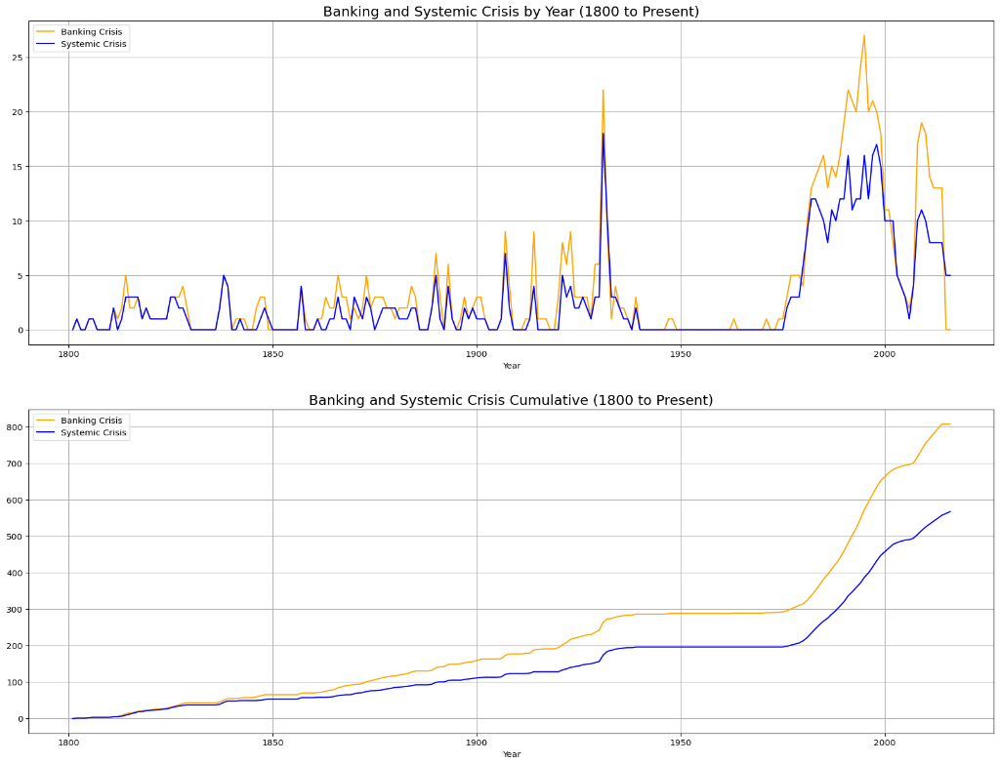 Banking and Systemic Crisis by Year (1800 to Present)
Banking Crisis
Systemic Crisis
25
20
15
10
5
0
1800 1850 1900 1950 2000
Year
Banking and Systemic Crisis Cumulative (1800 to Present)
Banking Crisis
Systemic Crisis
800
700
600
500
400
300
200
100
0
1800 1850 1900 1950 2000
Year